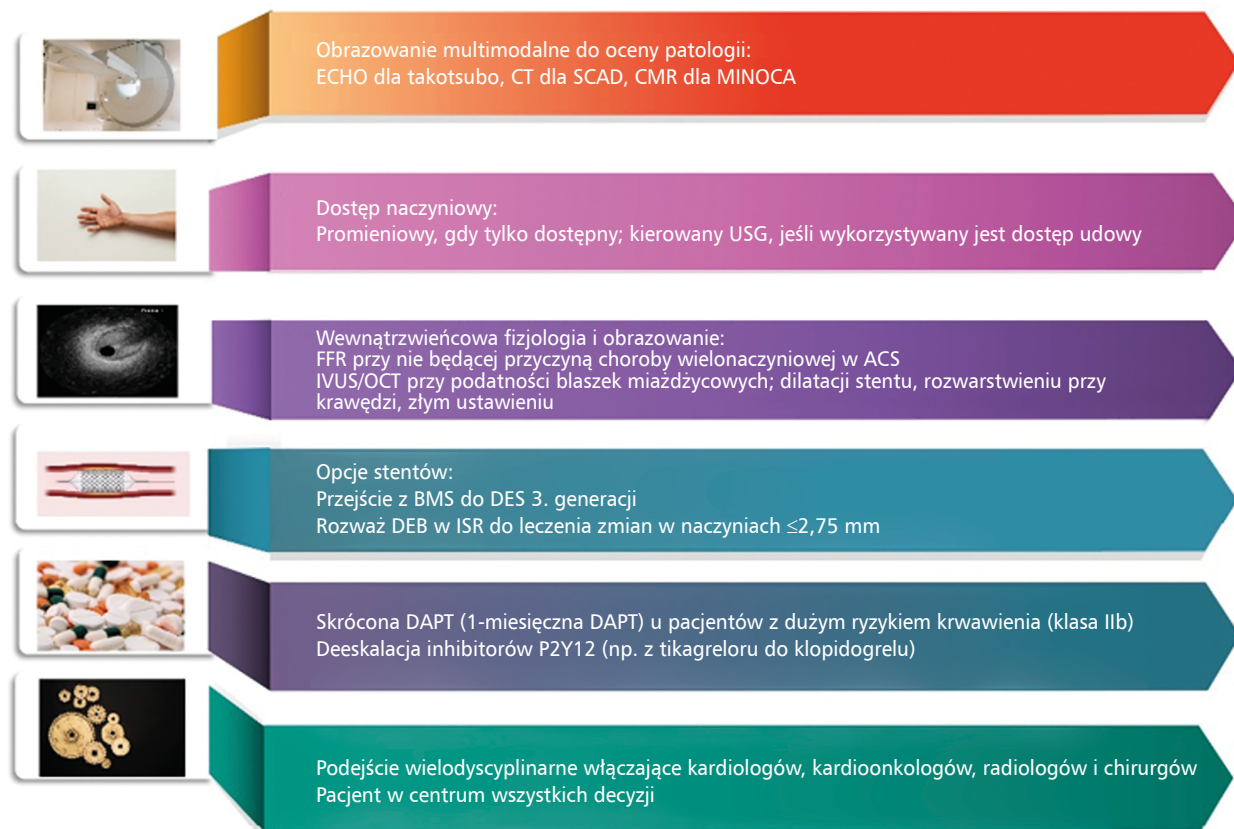 Obrazowanie multimodalne do oceny patologii:
ECHO dla takotsubo, CT dla SCAD, CMR dla MINOCA
Dostęp naczyniowy:
Promieniowy, gdy tylko dostępny; kierowany USG, jeśli wykorzystywany jest dostęp udowy
Wewnątrzwieńcowa fizjologia i obrazowanie:
FFR przy nie będącej przyczyną choroby wielonaczyniowej w ACS
IVUS/OCT przy podatności blaszek miażdżycowych; dilatacji stentu, rozwarstwieniu przy
krawędzi, złym ustawieniu
Opcje stentów:
Przejście z BMS do DES 3. generacji
Rozważ DEB w ISR do leczenia zmian w naczyniach ≤2,75 mm
Skrócona DAPT (1-miesięczna DAPT) u pacjentów z dużym ryzykiem krwawienia (klasa IIb)
Deeskalacja inhibitorów P2Y12 (np. z tikagreloru do klopidogrelu)
Podejście wielodyscyplinarne włączające kardiologów, kardioonkologów, radiologów i chirurgów
Pacjent w centrum wszystkich decyzji